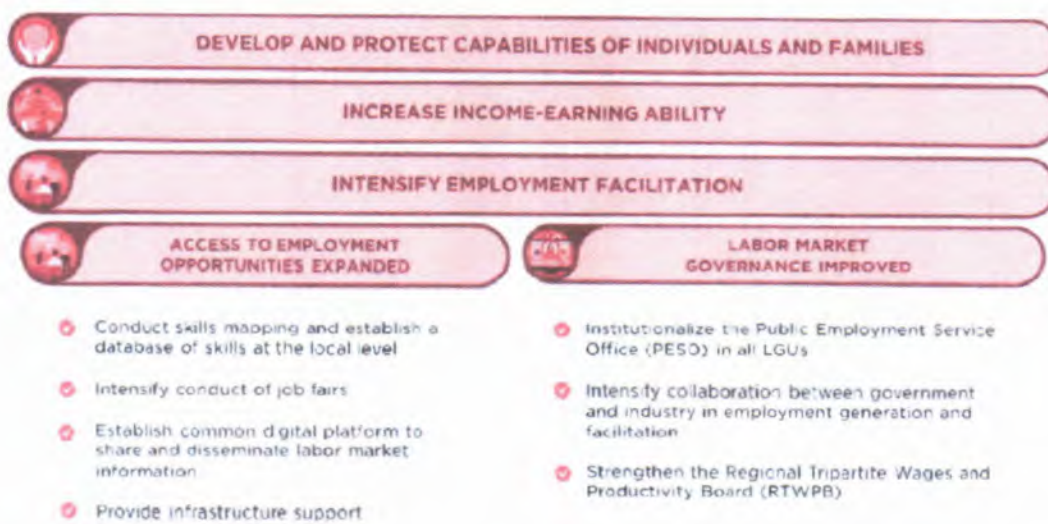 DEVELOP AND PROTECT CAPABILITIES OF INDIVIDUALS AND FAMILIES
INCREASE INCOME-EARNING ABILITY
INTENSIFY EMPLOYMENT FACILITATION
ACCESS TO EMPLOYMENT
OPPORTUNITIES EXPANDED
Conduct skills mapping and establish a
database of skills at the local level
Intensify conduct of job fairs
Establish common digital platform to
share and disseminate labor market
information
Provide infrastructure support
LABOR MARKET
GOVERNANCE IMPROVED
Institutionalize the Public Employment Service
Office (PESO) in all LGUs
Intensify collaboration between government
and industry in employment generation and
facilitation
Strengthen the Regional Tripartite Wages and
Productivity Board (RTWPB)